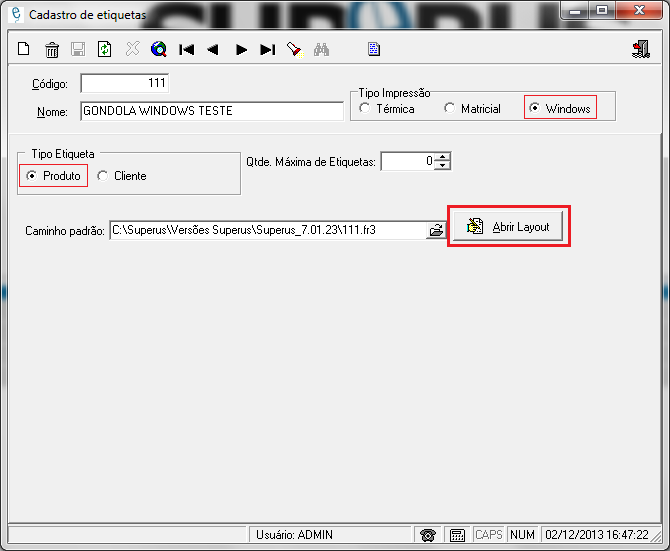 Cadastro de etiquetas
Código: 111
Nome: GONDOLA WINDOWS TESTE
Tipo Impressão
Térmica Matricial Windows
Tipo Etiqueta
Produto Cliente
Qtde. Máxima de Etiquetas: 0
Caminho padrão: C:\Superus\Versões Superus\Superus_7.01.23\111.fr3
Abrir Layout
Usuário: ADMIN CAPS NUM 02/12/2013 16:47:22